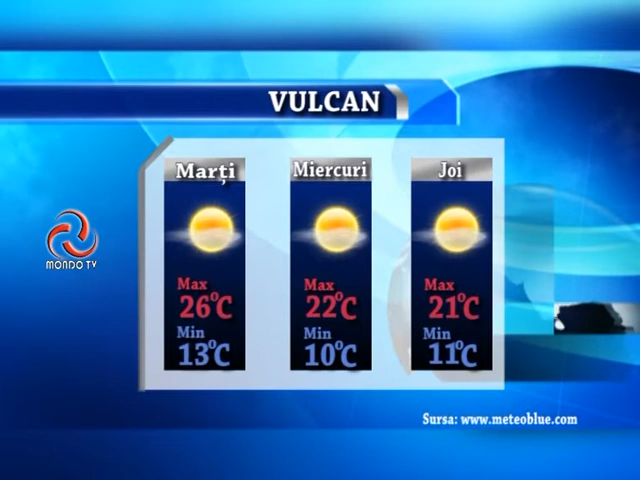 VULCAN
Marți
Miercuri
Joi
Max
26°C
Min
13°C
Max
22°C
Min
10°C
Max
21°C
Min
11°C
MONDO TV
Sursa: www.meteoblue.com